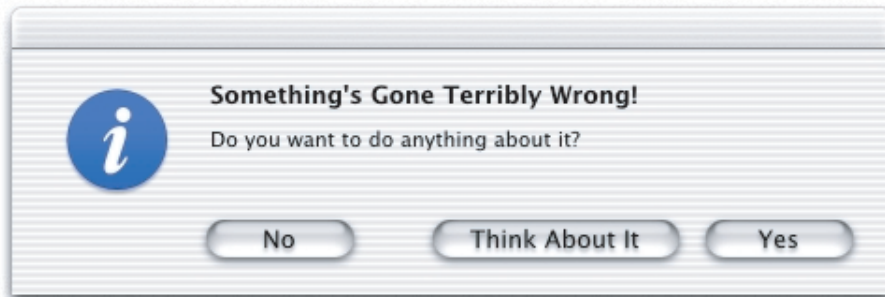 Something's Gone Terribly Wrong!
Do you want to do anything about it?
No Think About It Yes